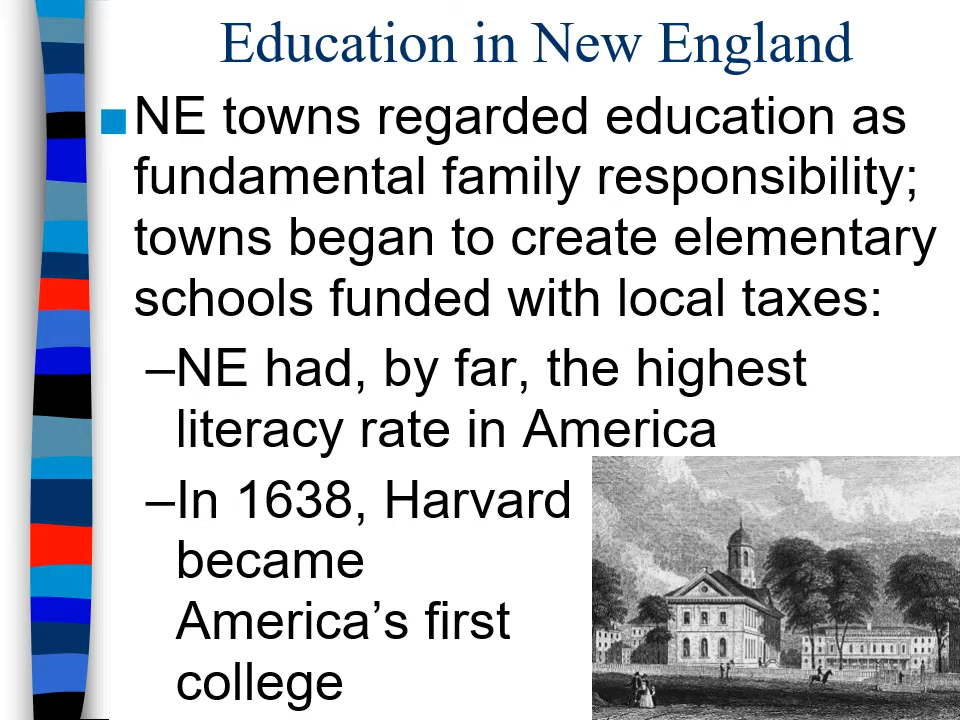 Education in New England
NE towns regarded education as
fundamental family responsibility;
towns began to create elementary
schools funded with local taxes:
–NE had, by far, the highest
literacy rate in America
–In 1638, Harvard
became
America’s first
college